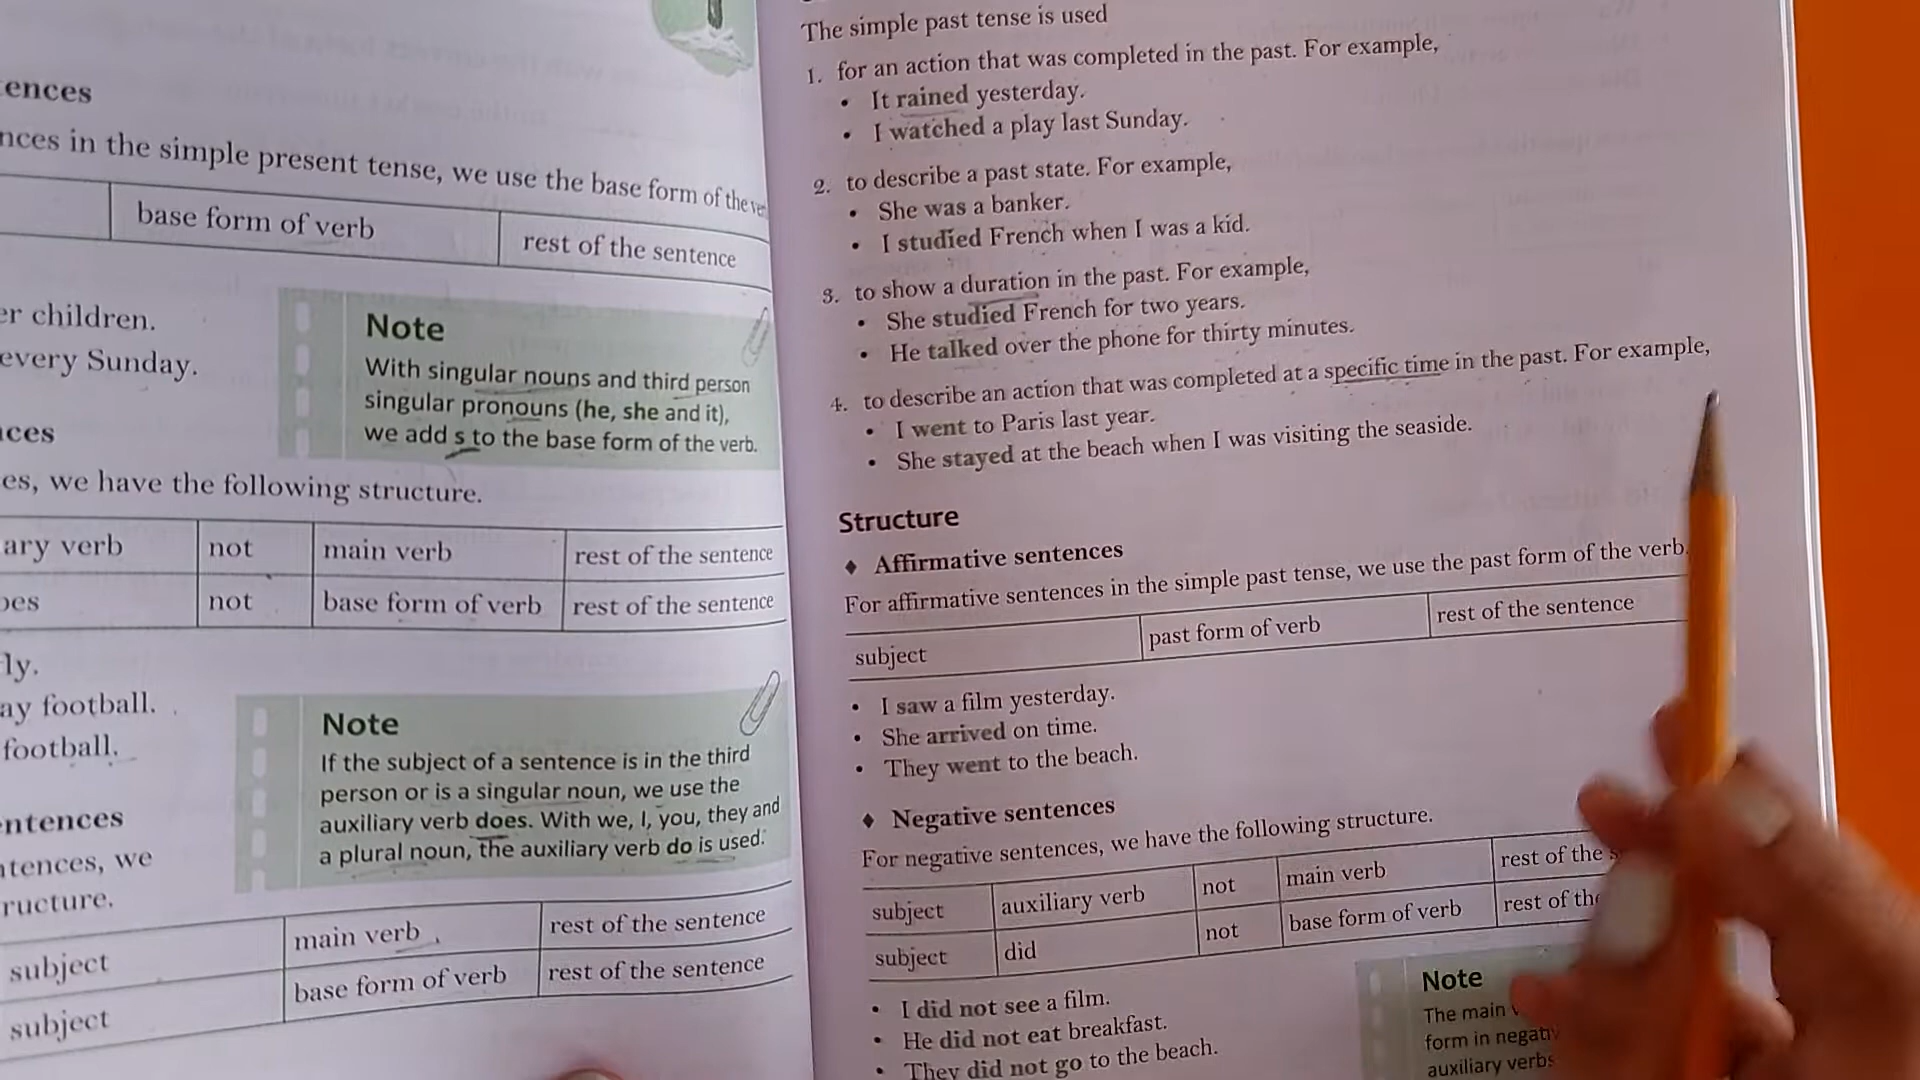 ences
nces in the simple present tense, we use the base form of the
base form of verb
rest of the sentence
er children.
every Sunday.
Note
With singular nouns and third person
singular pronouns (he, she and it),
we add s to the base form of the verb.
es, we have the following structure.
ary verb not main verb rest of the sentence
not base form of verb rest of the sentence
ly.
ay football.
football.
Note
If the subject of a sentence is in the third
person or is a singular noun, we use the
auxiliary verb does. With we, I, you, they and
a plural noun, the auxiliary verb do is used.
ntences
tences, we
ructure.
subject main verb rest of the sentence
subject base form of verb rest of the sentence
The simple past tense is used
1. for an action that was completed in the past. For example,
• It rained yesterday.
• I watched a play last Sunday.
2. to describe a past state. For example,
• She was a banker.
• I studied French when I was a kid.
3. to show a duration in the past. For example,
• She studied French for two years.
• He talked over the phone for thirty minutes.
4. to describe an action that was completed at a specific time in the past. For example,
• I went to Paris last year.
• She stayed at the beach when I was visiting the seaside.
Structure
♦ Affirmative sentences
For affirmative sentences in the simple past tense, we use the past form of the verb.
subject past form of verb rest of the sentence
• I saw a film yesterday.
• She arrived on time.
• They went to the beach.
♦ Negative sentences
For negative sentences, we have the following structure.
subject auxiliary verb not main verb rest of the
subject did not base form of verb rest of the
• I did not see a film.
• He did not eat breakfast.
• They did not go to the beach.
Note
The main
form in
auxiliary verbs